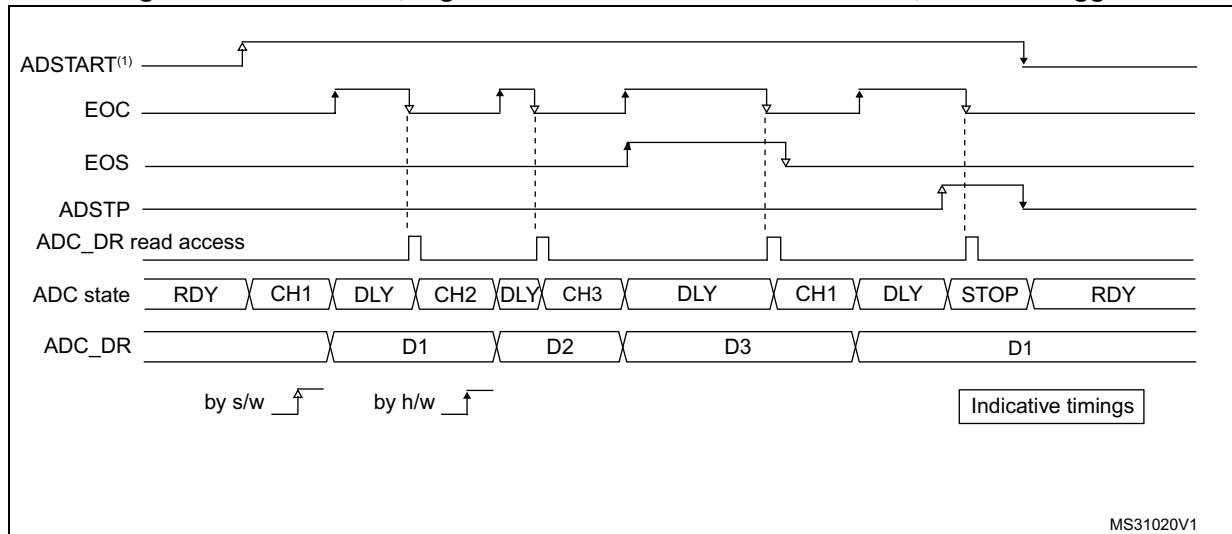 ADSTART(1)
EOC
EOS
ADSTP
ADC_DR read access
ADC state RDY CH1 DLY CH2 DLY CH3 DLY CH1 DLY STOP RDY
ADC_DR D1 D2 D3 D1
by s/w by h/w Indicative timings
MS31020V1